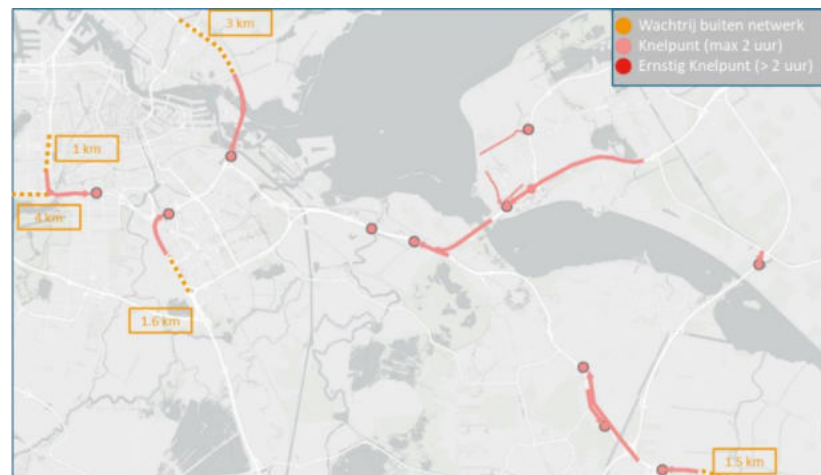 3 km
Wachtrij buiten netwerk
Knelpunt (max 2 uur)
Ernstig Knelpunt (> 2 uur)
1 km
4 km
1.6 km
1.5 km